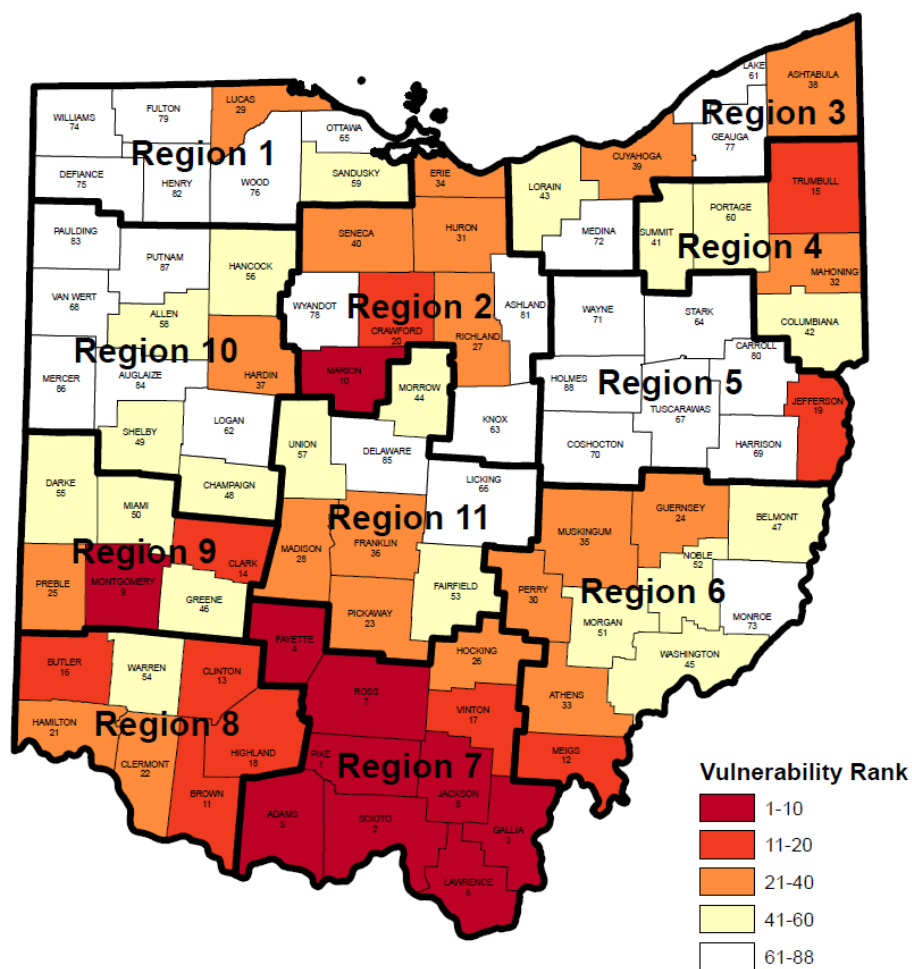 LAKE
61
ASHTABULA
38
Region 3
GEAUGA
77
WILLIAMS
74
FULTON
79
LUCAS
29
OTTAWA
65
Region 1
DEFIANCE
75
HENRY
82
WOOD
76
SANDUSKY
59
ERIE
34
CUYAHOGA
39
LORAIN
43
MEDINA
72
TRUMBULL
15
PORTAGE
60
SUMMIT
41
Region 4
MAHONING
32
COLUMBIANA
42
PAULDING
83
PUTNAM
87
HANCOCK
56
SENECA
40
HURON
31
VAN WERT
68
ALLEN
58
WYANDOT
78
Region 2
CRAWFORD
20
RICHLAND
27
ASHLAND
81
Region 10
MERCER
86
AUGLAIZE
84
HARDIN
37
MARION
10
MORROW
44
KNOX
63
WAYNE
71
STARK
64
CARROLL
80
HOLMES
88
Region 5
TUSCARAWAS
67
JEFFERSON
19
COSHOCTON
70
HARRISON
69
SHELBY
49
LOGAN
62
UNION
57
DELAWARE
85
CHAMPAIGN
48
LICKING
66
DARKE
55
MIAMI
50
Region 9
CLARK
14
PREBLE
25
MONTGOMERY
9
GREENE
46
Region 11
MADISON
28
FRANKLIN
36
FAIRFIELD
53
PICKAWAY
23
MUSKINGUM
35
GUERNSEY
24
BELMONT
47
NOBLE
52
PERRY
30
Region 6
MORGAN
51
MONROE
73
WASHINGTON
45
ATHENS
33
MEIGS
12
BUTLER
16
WARREN
54
CLINTON
13
FAYETTE
4
HOCKING
26
ROSS
7
VINTON
17
HAMILTON
21
Region 8
CLERMONT
22
BROWN
11
HIGHLAND
18
PIKE
1
Region 7
JACKSON
8
ADAMS
5
SCIOTO
2
GALLIA
3
LAWRENCE
6
Vulnerability Rank
1-10
11-20
21-40
41-60
61-88